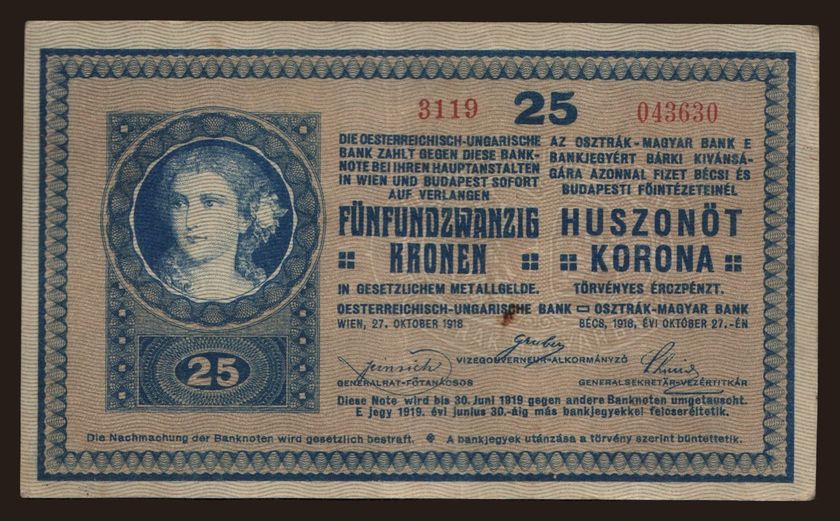 3119 25 043630
DIE OESTERREICHISCH-UNGARISCHE
BANK ZAHLT GEGEN DIESE BANK-
NOTE BEI IHREN HAUPTANSTALTEN
IN WIEN UND BUDAPEST SOFORT
AUF VERLANGEN
FÜNFUNDZWANZIG
KRONEN
IN GESETZLICHEM METALLGELDE.
AZ OSZTRÁK-MAGYAR BANK E
BANKJEGYÉRT BÁRKI KIVÁNSÁ-
GÁRA AZONNAL FIZET BÉCSI ÉS
BUDAPESTI FŐINTÉZETEINÉL
HUSZONÖT
KORONA
TÖRVÉNYES ÉRCZPÉNZT.
OESTERREICHISCH-UNGARISCHE BANK OSZTRÁK-MAGYAR BANK
WIEN, 27. OKTOBER 1918 BÉCS, 1918, ÉVI OKTÓBER 27.-ÉN
Gruber
VIZEGOUVERNEUR-ALKORMÁNYZÓ
GENERALRAT-FŐTANÁCSOS GENERALSEKRETÄR-VEZÉRTITKÁR
25
Diese Note wird bis 30. Juni 1919 gegen andere Banknoten umgetauscht.
E jegy 1919. évi junius 30.-áig más bankjegyekkel felcseréltetik.
Die Nachmachung der Banknoten wird gesetzlich bestraft. A bankjegyek utánzása a törvény szerint büntettetik.